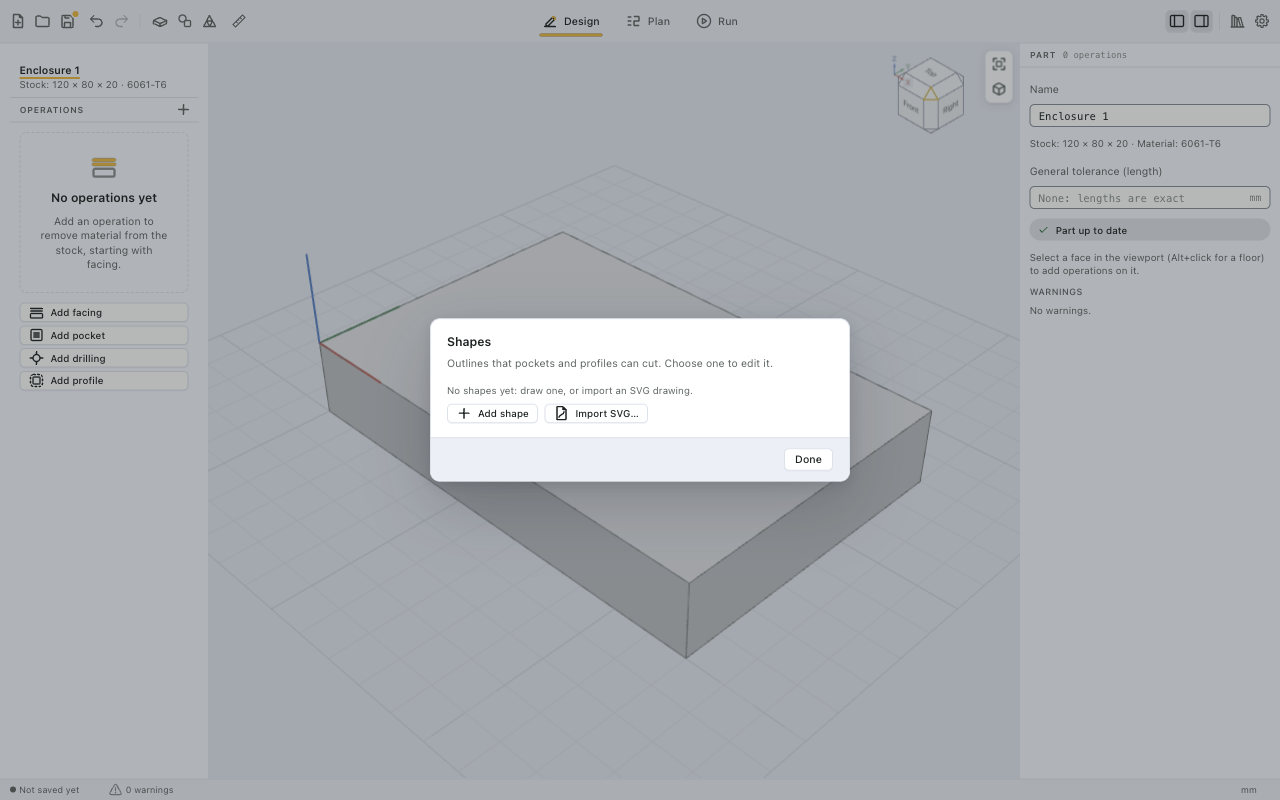 Design
Plan
Run
Enclosure 1
Stock: 120 × 80 × 20 · 6061-T6
OPERATIONS
No operations yet
Add an operation to
remove material from the
stock, starting with
facing.
Add facing
Add pocket
Add drilling
Add profile
Z
Top
Front
Right
Shapes
Outlines that pockets and profiles can cut. Choose one to edit it.
No shapes yet: draw one, or import an SVG drawing.
Add shape
Import SVG...
Done
PART 0 operations
Name
Enclosure 1
Stock: 120 × 80 × 20 · Material: 6061-T6
General tolerance (length)
None: lengths are exact mm
Part up to date
Select a face in the viewport (Alt+click for a floor)
to add operations on it.
WARNINGS
No warnings.
Not saved yet
0 warnings
mm